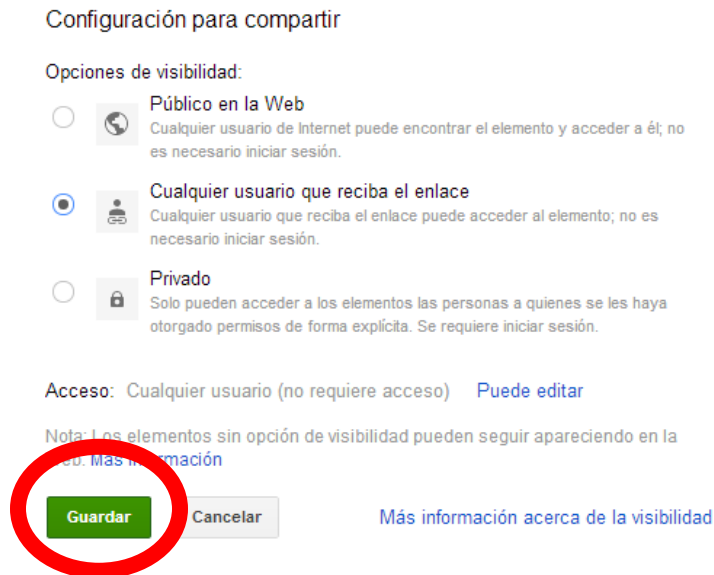 Configuración para compartir
Opciones de visibilidad:
Público en la Web
Cualquier usuario de Internet puede encontrar el elemento y acceder a él; no
es necesario iniciar sesión.
Cualquier usuario que reciba el enlace
Cualquier usuario que reciba el enlace puede acceder al elemento; no es
necesario iniciar sesión.
Privado
Solo pueden acceder a los elementos las personas a quienes se les haya
otorgado permisos de forma explícita. Se requiere iniciar sesión.
Acceso: Cualquier usuario (no requiere acceso) Puede editar
Nota: Los elementos sin opción de visibilidad pueden seguir apareciendo en la
Web. Más información
Guardar Cancelar Más información acerca de la visibilidad